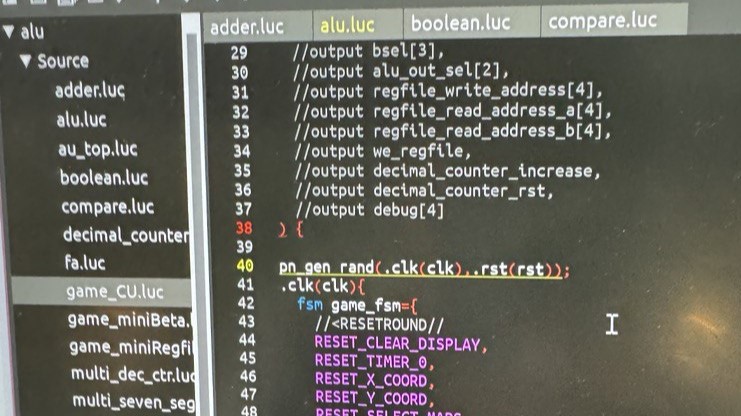 adder.luc
alu.luc
boolean.luc
compare.luc
alu
Source
adder.luc
alu.luc
au_top.luc
boolean.luc
compare.luc
decimal_counter
fa.luc
game_CU.luc
game_miniBeta.l
game_miniRegfil
multi_dec_ctr.luc
multi_seven_seg
29 //output bsel[3],
30 //output alu_out_sel[2],
31 //output regfile_write_address[4],
32 //output regfile_read_address_a[4],
33 //output regfile_read_address_b[4],
34 //output we_regfile,
35 //output decimal_counter_increase,
36 //output decimal_counter_rst,
37 //output debug[4]
38 ) {
39
40 pn_gen rand(.clk(clk),.rst(rst));
41 .clk(clk){
42 fsm game_fsm={
43 //<RESETROUND//
44 RESET_CLEAR_DISPLAY,
45 RESET_TIMER_0,
46 RESET_X_COORD,
47 RESET_Y_COORD,
48